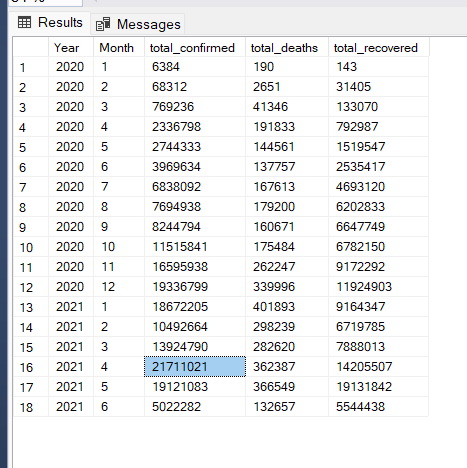 Results Messages
Year Month total_confirmed total_deaths total_recovered
1 2020 1 6384 190 143
2 2020 2 68312 2651 31405
3 2020 3 769236 41346 133070
4 2020 4 2336798 191833 792987
5 2020 5 2744333 144561 1519547
6 2020 6 3969634 137757 2535417
7 2020 7 6838092 167613 4693120
8 2020 8 7694938 179200 6202833
9 2020 9 8244794 160671 6647749
10 2020 10 11515841 175484 6782150
11 2020 11 16595938 262247 9172292
12 2020 12 19336799 339996 11924903
13 2021 1 18672205 401893 9164347
14 2021 2 10492664 298239 6719785
15 2021 3 13924790 282620 7888013
16 2021 4 21711021 362387 14205507
17 2021 5 19121083 366549 19131842
18 2021 6 5022282 132657 5544438